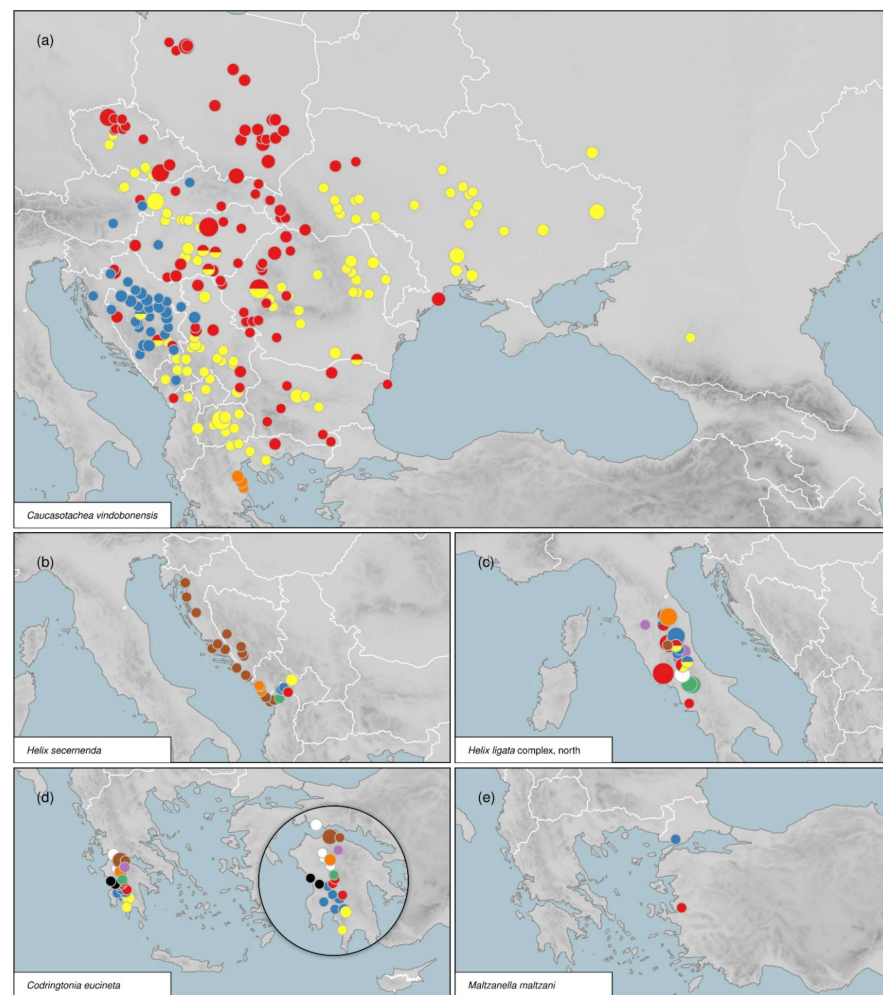 (a)
Caucasotachea vindobonensis
(b)
Helix secernenda
(c)
Helix ligata complex, north
(d)
Codringtonia eucineta
(e)
Maltzanella maltzani